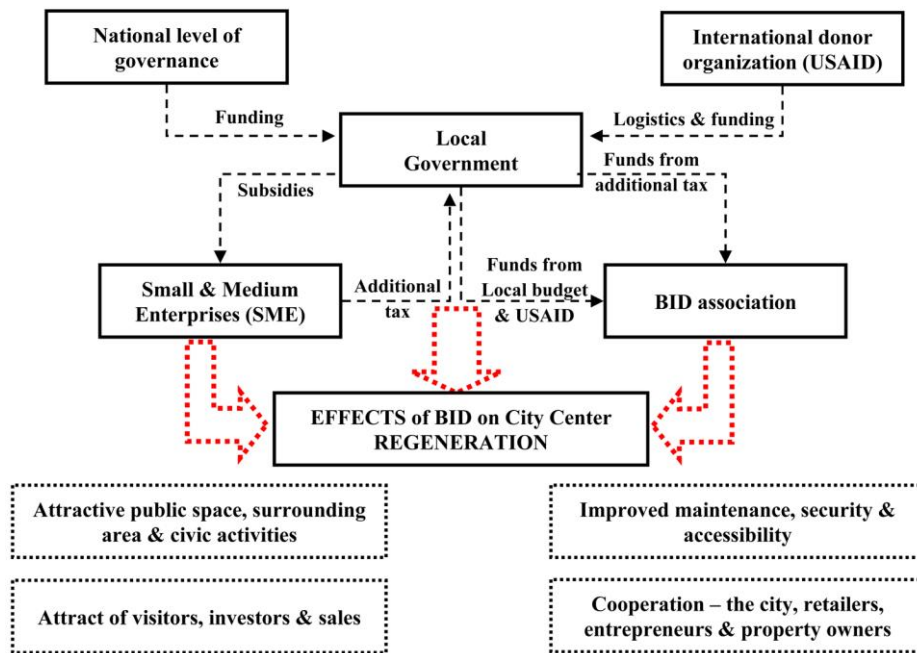 National level of
governance
International donor
organization (USAID)
Funding
Logistics & funding
Local
Government
Funds from
additional tax
Subsidies
Small & Medium
Enterprises (SME)
Additional
tax
Funds from
Local budget
& USAID
BID association
EFFECTS of BID on City Center
REGENERATION
Attractive public space, surrounding
area & civic activities
Improved maintenance, security &
accessibility
Attract of visitors, investors & sales
Cooperation – the city, retailers,
entrepreneurs & property owners